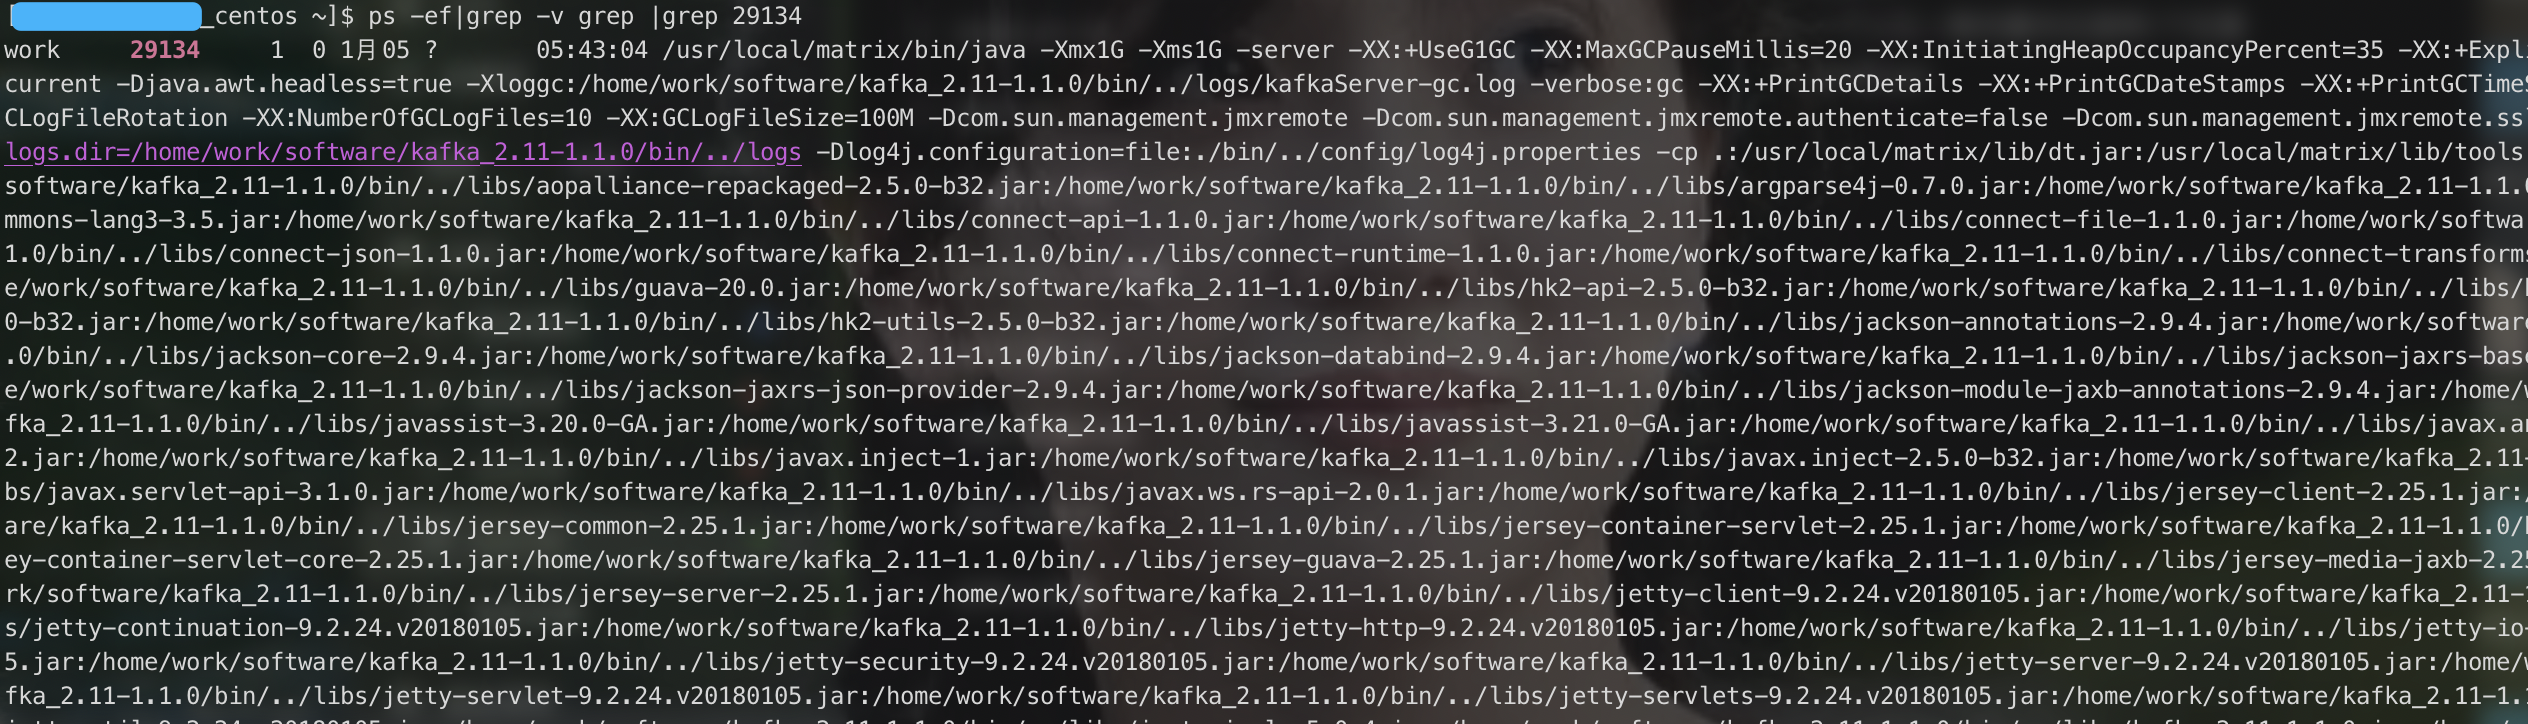 _centos ~]$ ps -ef|grep -v grep |grep 29134
work 29134 1 0 1月05 ? 05:43:04 /usr/local/matrix/bin/java -Xmx1G -Xms1G -server -XX:+UseG1GC -XX:MaxGCPauseMillis=20 -XX:InitiatingHeapOccupancyPercent=35 -XX:+Expli
current -Djava.awt.headless=true -Xloggc:/home/work/software/kafka_2.11-1.1.0/bin/../logs/kafkaServer-gc.log -verbose:gc -XX:+PrintGCDetails -XX:+PrintGCDateStamps -XX:+PrintGCTimeS
CLogFileRotation -XX:NumberOfGCLogFiles=10 -XX:GCLogFileSize=100M -Dcom.sun.management.jmxremote -Dcom.sun.management.jmxremote.authenticate=false -Dcom.sun.management.jmxremote.ss
logs.dir=/home/work/software/kafka_2.11-1.1.0/bin/../logs -Dlog4j.configuration=file:./bin/../config/log4j.properties -cp .:/usr/local/matrix/lib/dt.jar:/usr/local/matrix/lib/tools
software/kafka_2.11-1.1.0/bin/../libs/aopalliance-repackaged-2.5.0-b32.jar:/home/work/software/kafka_2.11-1.1.0/bin/../libs/argparse4j-0.7.0.jar:/home/work/software/kafka_2.11-1.1.0
mmons-lang3-3.5.jar:/home/work/software/kafka_2.11-1.1.0/bin/../libs/connect-api-1.1.0.jar:/home/work/software/kafka_2.11-1.1.0/bin/../libs/connect-file-1.1.0.jar:/home/work/softwa
1.0/bin/../libs/connect-json-1.1.0.jar:/home/work/software/kafka_2.11-1.1.0/bin/../libs/connect-runtime-1.1.0.jar:/home/work/software/kafka_2.11-1.1.0/bin/../libs/connect-transforms
e/work/software/kafka_2.11-1.1.0/bin/../libs/guava-20.0.jar:/home/work/software/kafka_2.11-1.1.0/bin/../libs/hk2-api-2.5.0-b32.jar:/home/work/software/kafka_2.11-1.1.0/bin/../libs/h
0-b32.jar:/home/work/software/kafka_2.11-1.1.0/bin/../libs/hk2-utils-2.5.0-b32.jar:/home/work/software/kafka_2.11-1.1.0/bin/../libs/jackson-annotations-2.9.4.jar:/home/work/software
.0/bin/../libs/jackson-core-2.9.4.jar:/home/work/software/kafka_2.11-1.1.0/bin/../libs/jackson-databind-2.9.4.jar:/home/work/software/kafka_2.11-1.1.0/bin/../libs/jackson-jaxrs-base
e/work/software/kafka_2.11-1.1.0/bin/../libs/jackson-jaxrs-json-provider-2.9.4.jar:/home/work/software/kafka_2.11-1.1.0/bin/../libs/jackson-module-jaxb-annotations-2.9.4.jar:/home/w
fka_2.11-1.1.0/bin/../libs/javassist-3.20.0-GA.jar:/home/work/software/kafka_2.11-1.1.0/bin/../libs/javassist-3.21.0-GA.jar:/home/work/software/kafka_2.11-1.1.0/bin/../libs/javax.an
2.jar:/home/work/software/kafka_2.11-1.1.0/bin/../libs/javax.inject-1.jar:/home/work/software/kafka_2.11-1.1.0/bin/../libs/javax.inject-2.5.0-b32.jar:/home/work/software/kafka_2.11-
bs/javax.servlet-api-3.1.0.jar:/home/work/software/kafka_2.11-1.1.0/bin/../libs/javax.ws.rs-api-2.0.1.jar:/home/work/software/kafka_2.11-1.1.0/bin/../libs/jersey-client-2.25.1.jar:/
are/kafka_2.11-1.1.0/bin/../libs/jersey-common-2.25.1.jar:/home/work/software/kafka_2.11-1.1.0/bin/../libs/jersey-container-servlet-2.25.1.jar:/home/work/software/kafka_2.11-1.1.0/b
ey-container-servlet-core-2.25.1.jar:/home/work/software/kafka_2.11-1.1.0/bin/../libs/jersey-guava-2.25.1.jar:/home/work/software/kafka_2.11-1.1.0/bin/../libs/jersey-media-jaxb-2.25
rk/software/kafka_2.11-1.1.0/bin/../libs/jersey-server-2.25.1.jar:/home/work/software/kafka_2.11-1.1.0/bin/../libs/jetty-client-9.2.24.v20180105.jar:/home/work/software/kafka_2.11-1
s/jetty-continuation-9.2.24.v20180105.jar:/home/work/software/kafka_2.11-1.1.0/bin/../libs/jetty-http-9.2.24.v20180105.jar:/home/work/software/kafka_2.11-1.1.0/bin/../libs/jetty-io-
5.jar:/home/work/software/kafka_2.11-1.1.0/bin/../libs/jetty-security-9.2.24.v20180105.jar:/home/work/software/kafka_2.11-1.1.0/bin/../libs/jetty-server-9.2.24.v20180105.jar:/home/w
fka_2.11-1.1.0/bin/../libs/jetty-servlet-9.2.24.v20180105.jar:/home/work/software/kafka_2.11-1.1.0/bin/../libs/jetty-servlets-9.2.24.v20180105.jar:/home/work/software/kafka_2.11-1.1